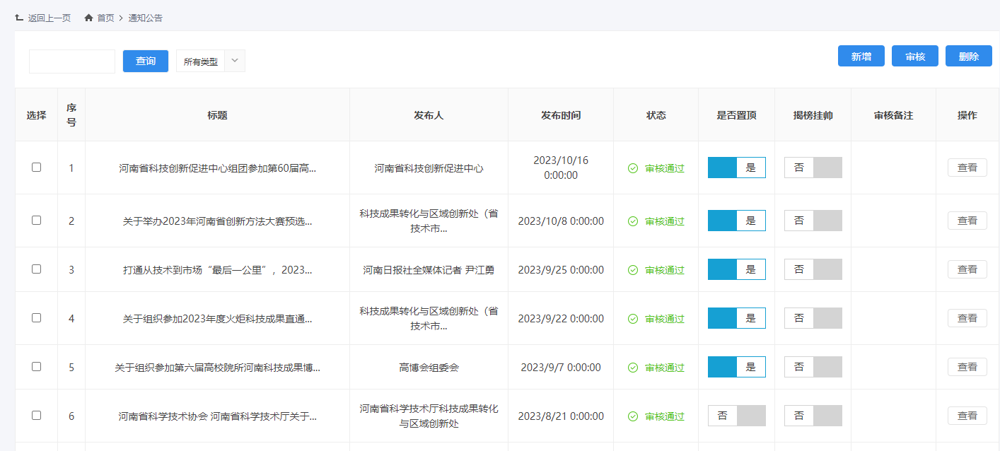 返回上一页 首页 > 通知公告
查询 所有类型 新增 审核 删除
选择 序号 标题 发布人 发布时间 状态 是否置顶 揭榜挂帅 审核备注 操作
1 河南省科技创新促进中心组团参加第60届高... 河南省科技创新促进中心 2023/10/16 0:00:00 审核通过 是 否 查看
2 关于举办2023年河南省创新方法大赛预选... 科技成果转化与区域创新处（省技术市... 2023/10/8 0:00:00 审核通过 是 否 查看
3 打通从技术到市场“最后一公里”，2023... 河南日报社全媒体记者 尹江勇 2023/9/25 0:00:00 审核通过 是 否 查看
4 关于组织参加2023年度火炬科技成果直通... 科技成果转化与区域创新处（省技术市... 2023/9/22 0:00:00 审核通过 是 否 查看
5 关于组织参加第六届高校院所河南科技成果博... 高博会组委会 2023/9/7 0:00:00 审核通过 是 否 查看
6 河南省科学技术协会 河南省科学技术厅关于... 河南省科学技术厅科技成果转化与区域创新处 2023/8/21 0:00:00 审核通过 否 否 查看